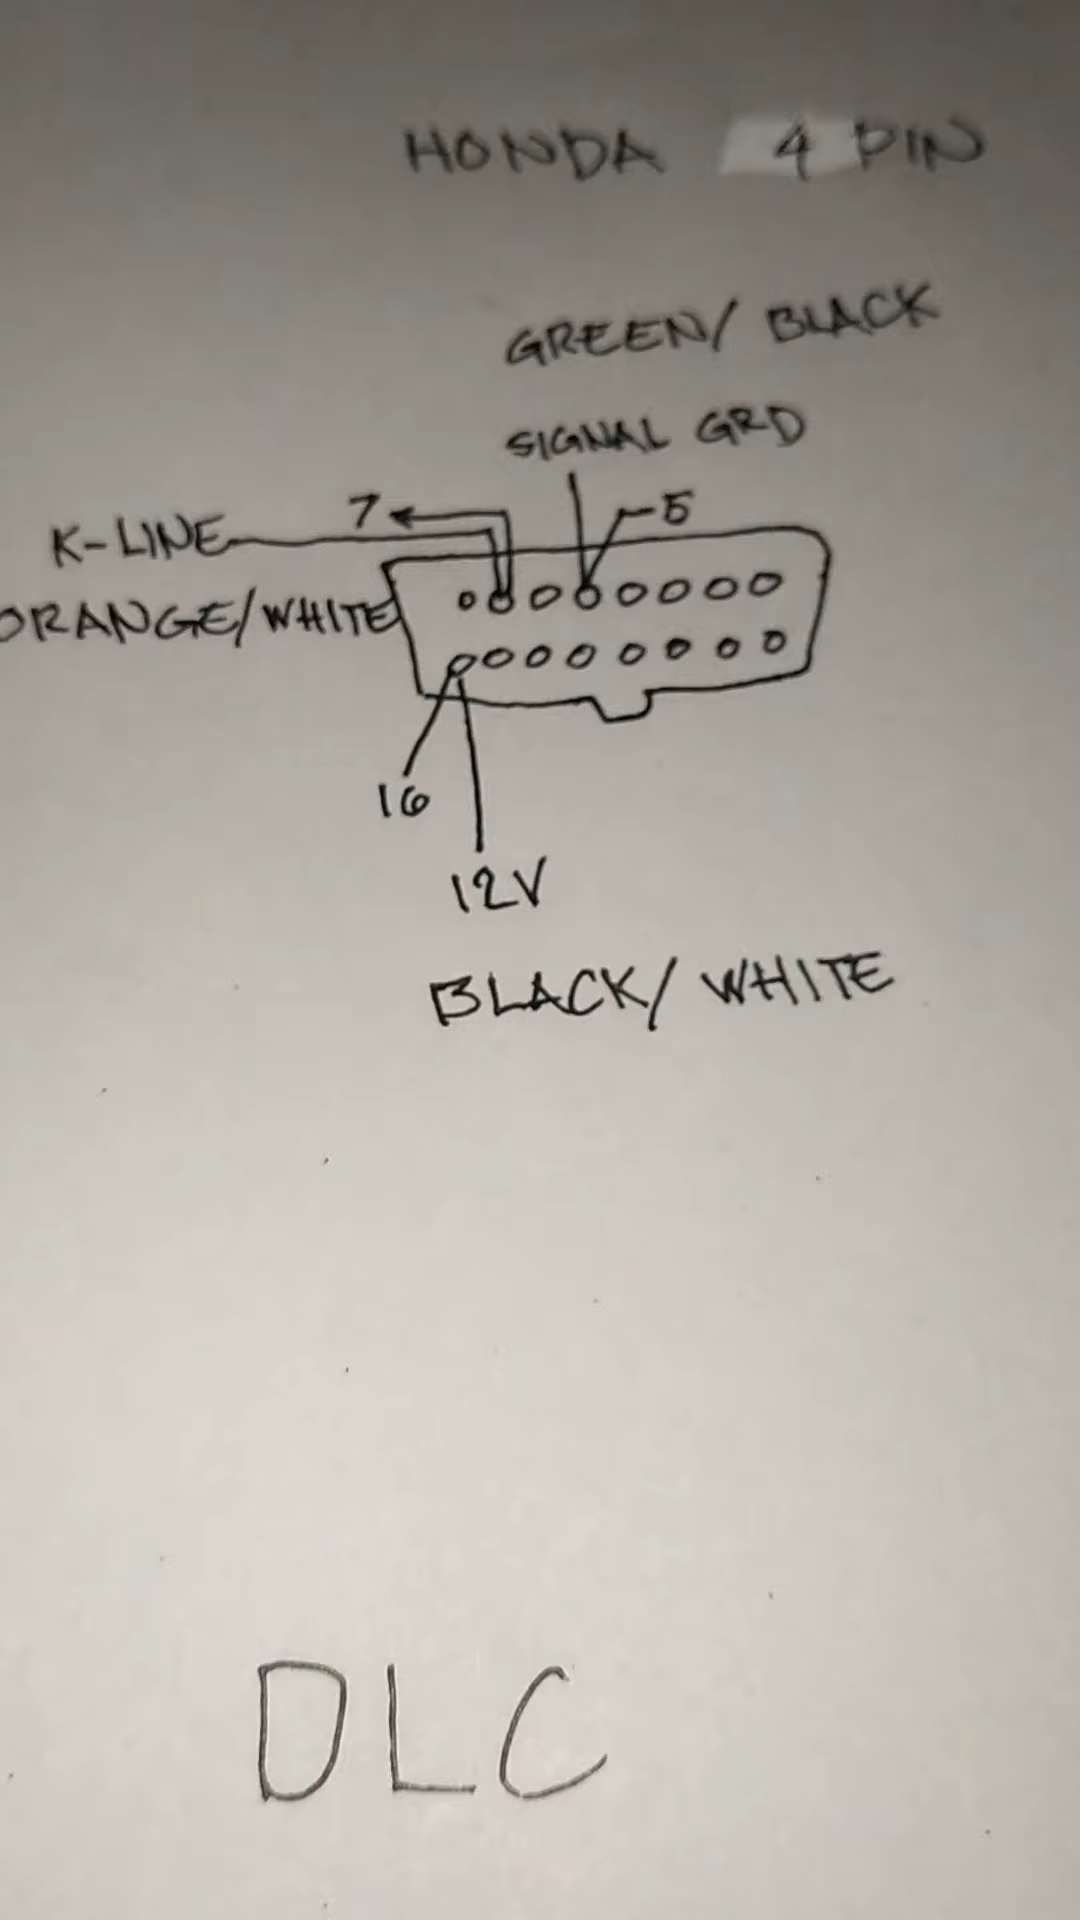 HONDA 4 PIN
GREEN/ BLACK
SIGNAL GRD
7
5
K-LINE
ORANGE/WHITE
16
12V
BLACK/ WHITE
DLC